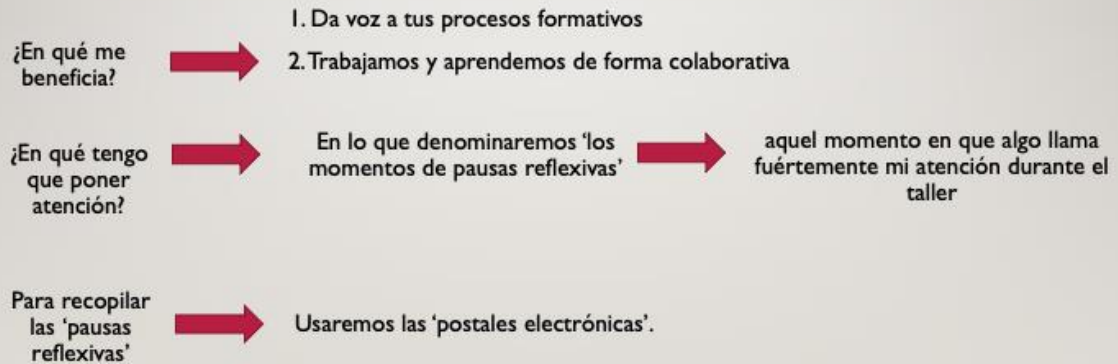 1. Da voz a tus procesos formativos
¿En qué me
beneficia?
2. Trabajamos y aprendemos de forma colaborativa
¿En qué tengo
que poner
atención?
En lo que denominaremos ‘los
momentos de pausas reflexivas’
aquel momento en que algo llama
fuértemente mi atención durante el
taller
Para recopilar
las ‘pausas
reflexivas’
Usaremos las ‘postales electrónicas’.